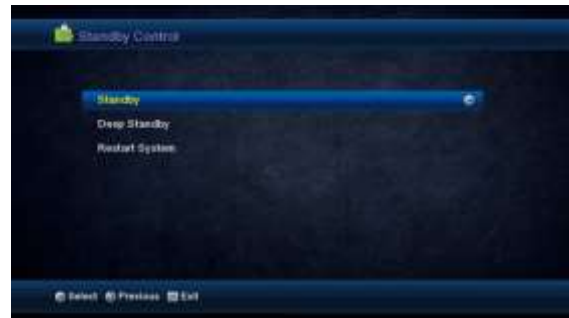 Standby Control
Standby
Deep Standby
Restart System
Select Previous Exit